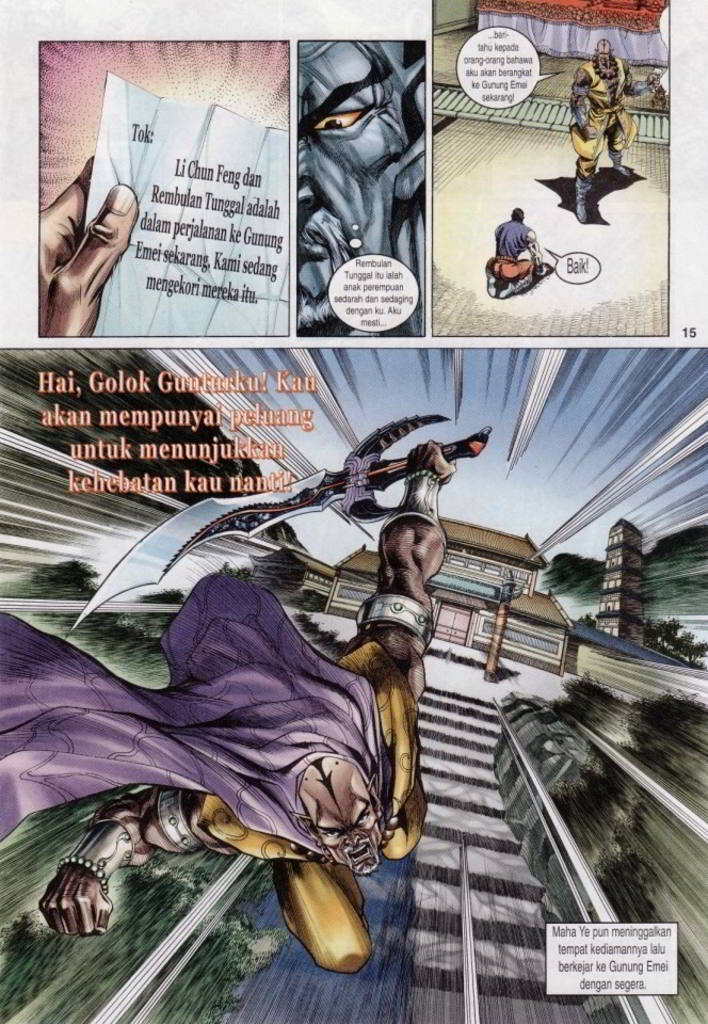 Tok:
Li Chun Feng dan
Rembulan Tunggal adalah
dalam perjalanan ke Gunung
Emei sekarang. Kami sedang
mengekori mereka itu.
Rembulan
Tunggal itu ialah
anak perempuan
sedarah dan sedaging
dengan ku. Aku
mesti...
...beri-
tahu kepada
orang-orang bahawa
aku akan berangkat
ke Gunung Emei
sekarang!
Baik!
15
Hai, Golok Gunturku! Kau
akan mempunyai peluang
untuk menunjukkan
kehebatan kau nanti!
Maha Ye pun meninggalkan
tempat kediamannya lalu
berkejar ke Gunung Emei
dengan segera.